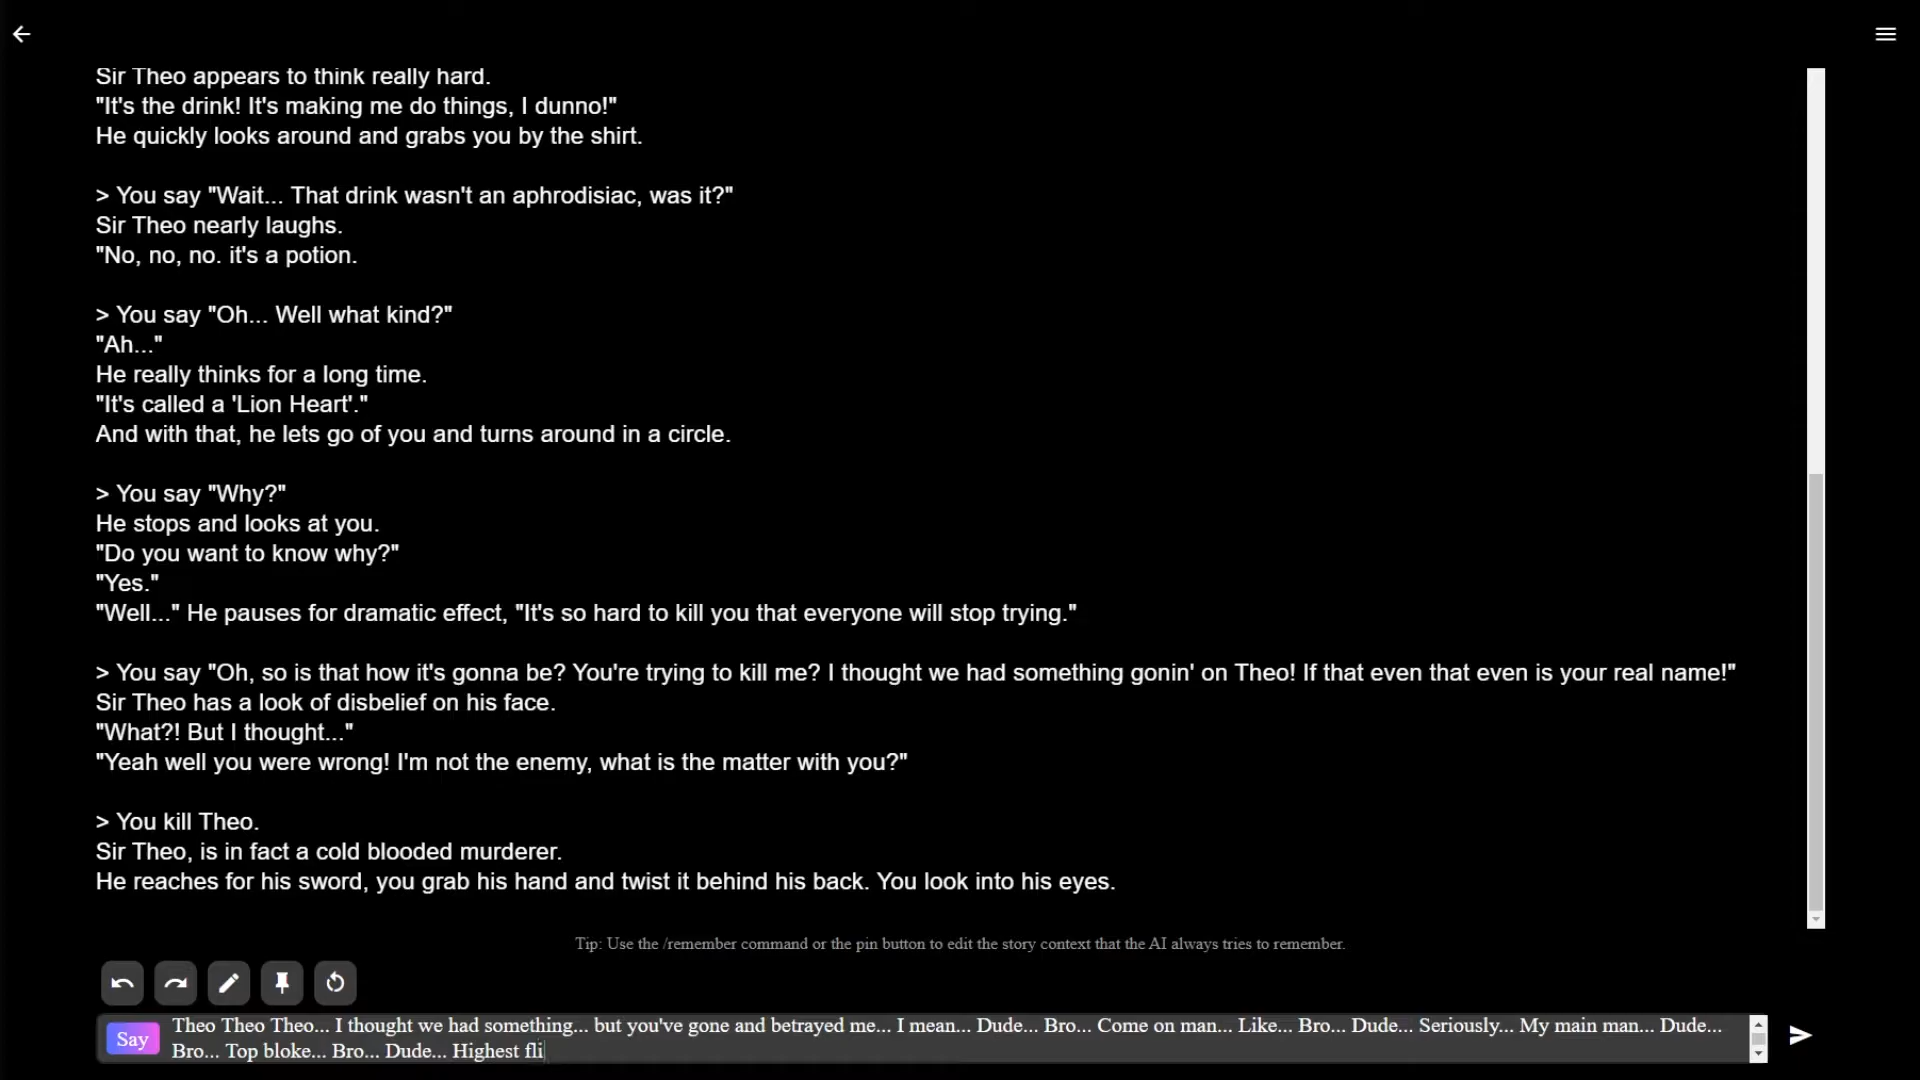 Sir Theo appears to think really hard.
"It's the drink! It's making me do things, I dunno!"
He quickly looks around and grabs you by the shirt.
> You say "Wait... That drink wasn't an aphrodisiac, was it?"
Sir Theo nearly laughs.
"No, no, no. it's a potion.
> You say "Oh... Well what kind?"
"Ah..."
He really thinks for a long time.
"It's called a 'Lion Heart'."
And with that, he lets go of you and turns around in a circle.
> You say "Why?"
He stops and looks at you.
"Do you want to know why?"
"Yes."
"Well..." He pauses for dramatic effect, "It's so hard to kill you that everyone will stop trying."
> You say "Oh, so is that how it's gonna be? You're trying to kill me? I thought we had something gonin' on Theo! If that even that even is your real name!"
Sir Theo has a look of disbelief on his face.
"What?! But I thought..."
"Yeah well you were wrong! I'm not the enemy, what is the matter with you?"
> You kill Theo.
Sir Theo, is in fact a cold blooded murderer.
He reaches for his sword, you grab his hand and twist it behind his back. You look into his eyes.
Tip: Use the /remember command or the pin button to edit the story context that the AI always tries to remember.
Say
Theo Theo Theo... I thought we had something... but you've gone and betrayed me... I mean... Dude... Bro... Come on man... Like... Bro... Dude... Seriously... My main man... Dude...
Bro... Top bloke... Bro... Dude... Highest fli